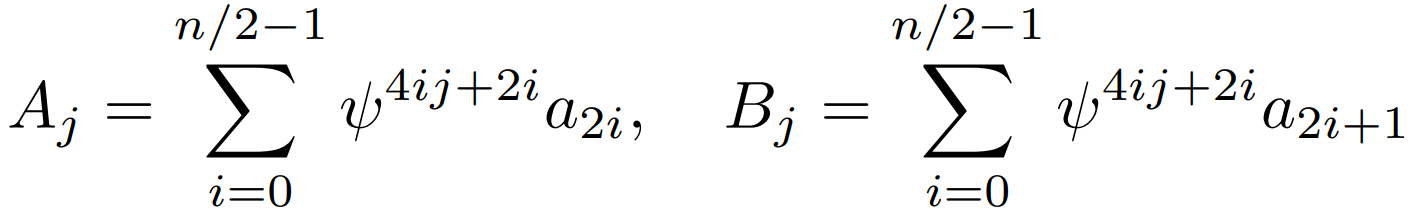 A_j = \sum_{i=0}^{n/2-1} \psi^{4ij+2i} a_{2i}, \quad B_j = \sum_{i=0}^{n/2-1} \psi^{4ij+2i} a_{2i+1}